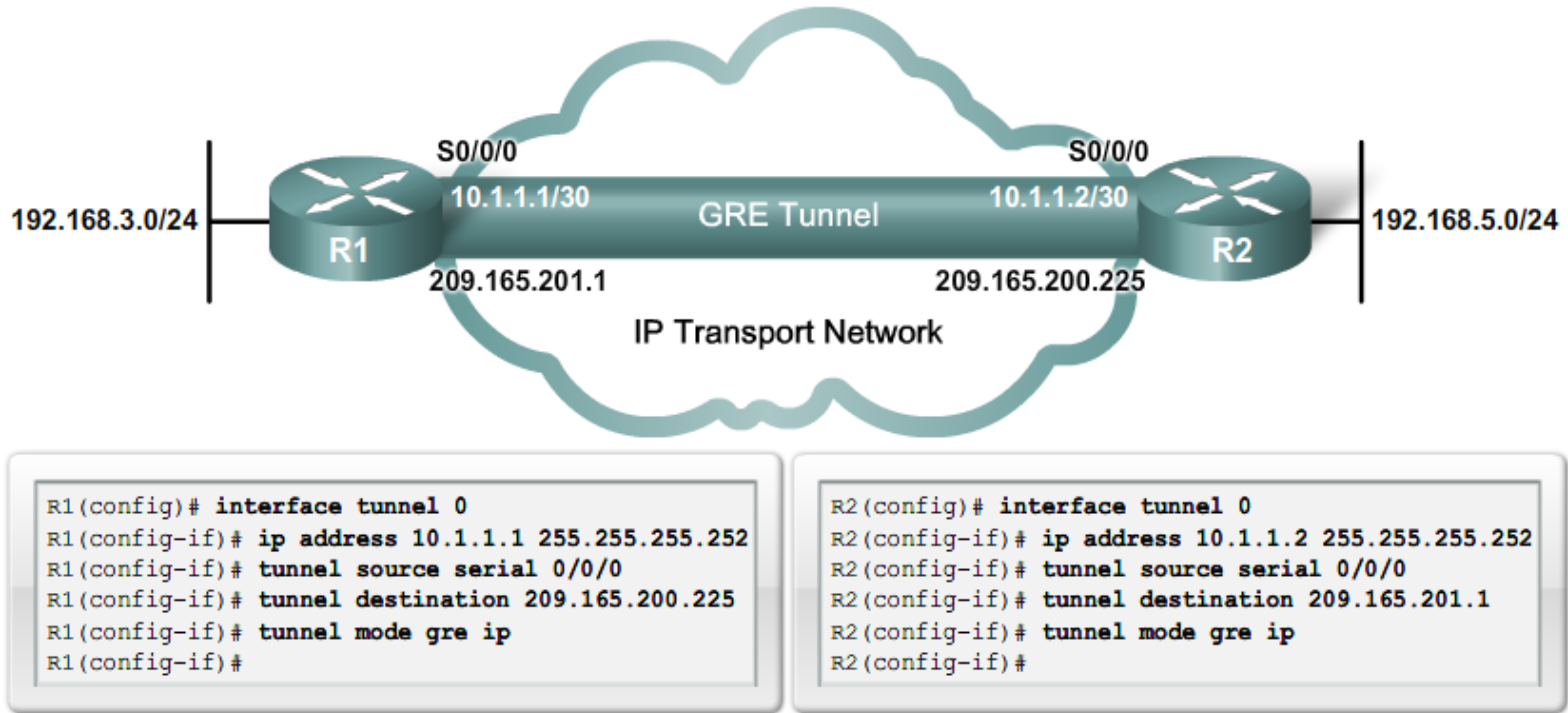 S0/0/0
S0/0/0
10.1.1.1/30
10.1.1.2/30
192.168.3.0/24
GRE Tunnel
192.168.5.0/24
R1
R2
209.165.201.1
209.165.200.225
IP Transport Network
R1(config)# interface tunnel 0
R1(config-if)# ip address 10.1.1.1 255.255.255.252
R1(config-if)# tunnel source serial 0/0/0
R1(config-if)# tunnel destination 209.165.200.225
R1(config-if)# tunnel mode gre ip
R1(config-if)#
R2(config)# interface tunnel 0
R2(config-if)# ip address 10.1.1.2 255.255.255.252
R2(config-if)# tunnel source serial 0/0/0
R2(config-if)# tunnel destination 209.165.201.1
R2(config-if)# tunnel mode gre ip
R2(config-if)#